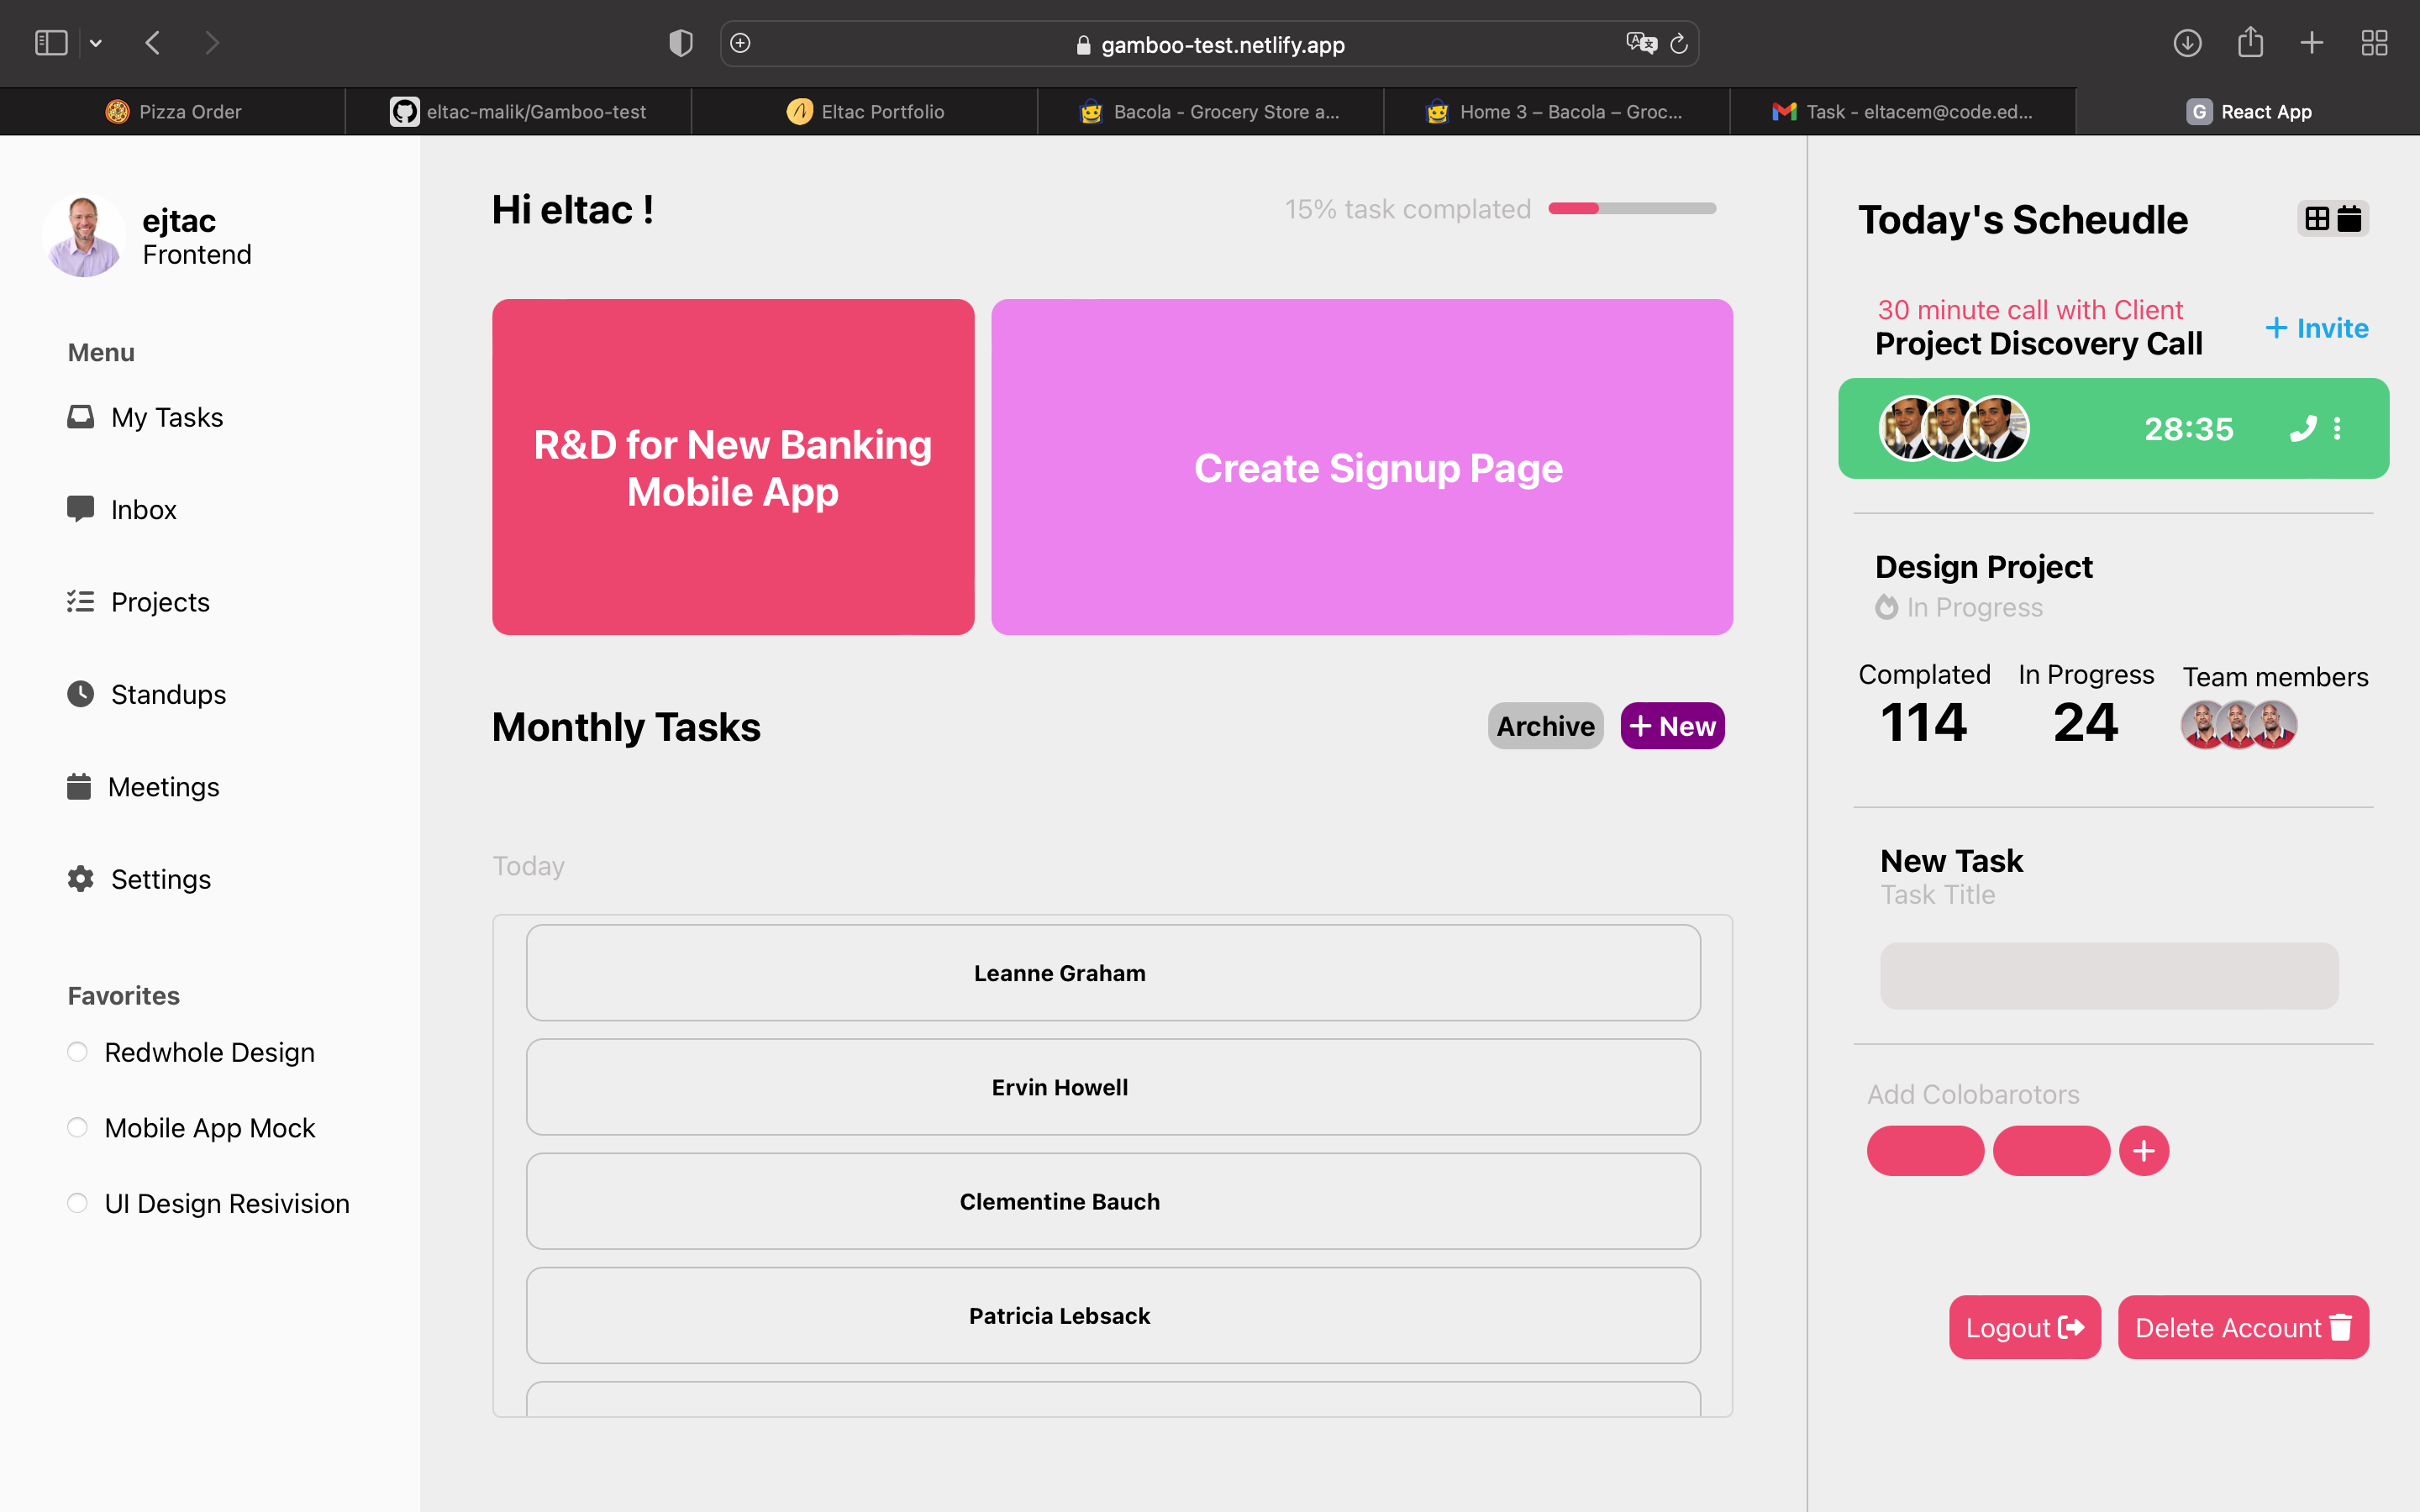 gamboo-test.netlify.app
Pizza Order
eltac-malik/Gamboo-test
Eltac Portfolio
Bacola - Grocery Store a...
Home 3 – Bacola – Groc...
Task - eltacem@code.ed...
G React App
ejtac
Frontend
Menu
My Tasks
Inbox
Projects
Standups
Meetings
Settings
Favorites
Redwhole Design
Mobile App Mock
UI Design Resivision
Hi eltac !
15% task complated
R&D for New Banking
Mobile App
Create Signup Page
Monthly Tasks
Archive
+ New
Today
Leanne Graham
Ervin Howell
Clementine Bauch
Patricia Lebsack
Today's Scheudle
30 minute call with Client
Project Discovery Call
+ Invite
28:35
Design Project
In Progress
Complated
In Progress
Team members
114
24
New Task
Task Title
Add Colobarotors
+
Logout
Delete Account